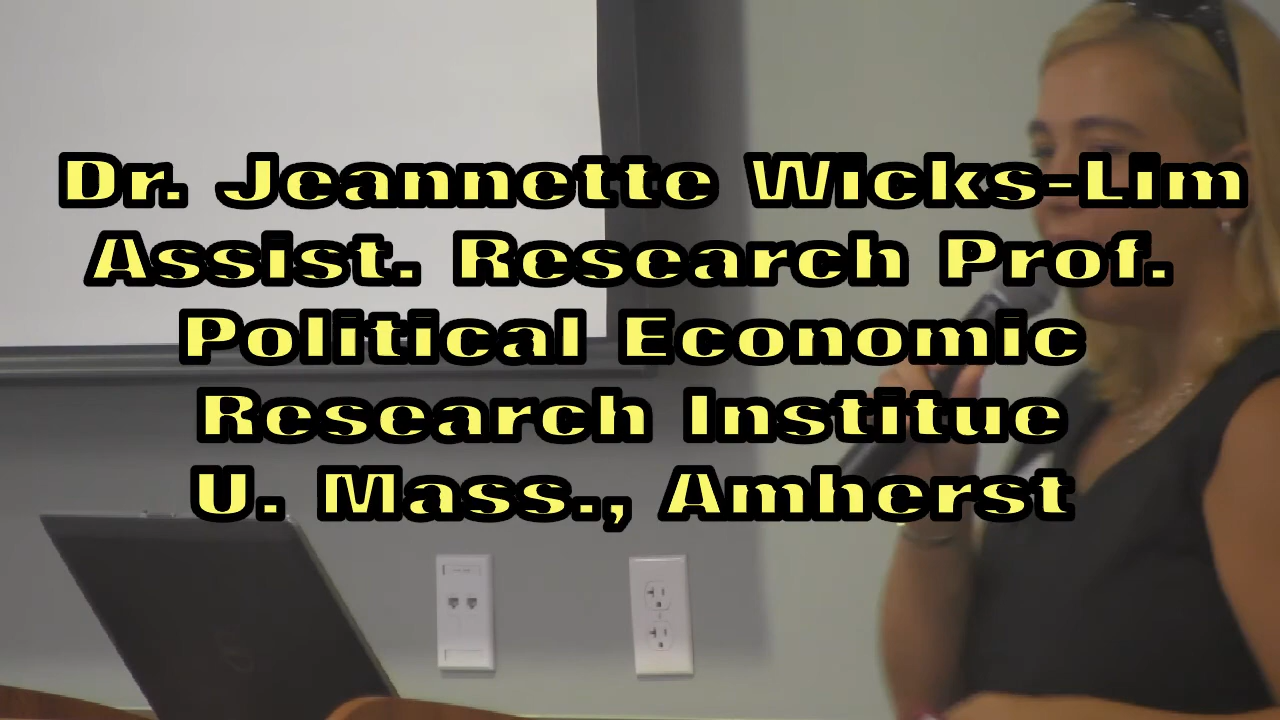 Dr. Jeannette Wicks-Lim
Assist. Research Prof.
Political Economic
Research Institue
U. Mass., Amherst